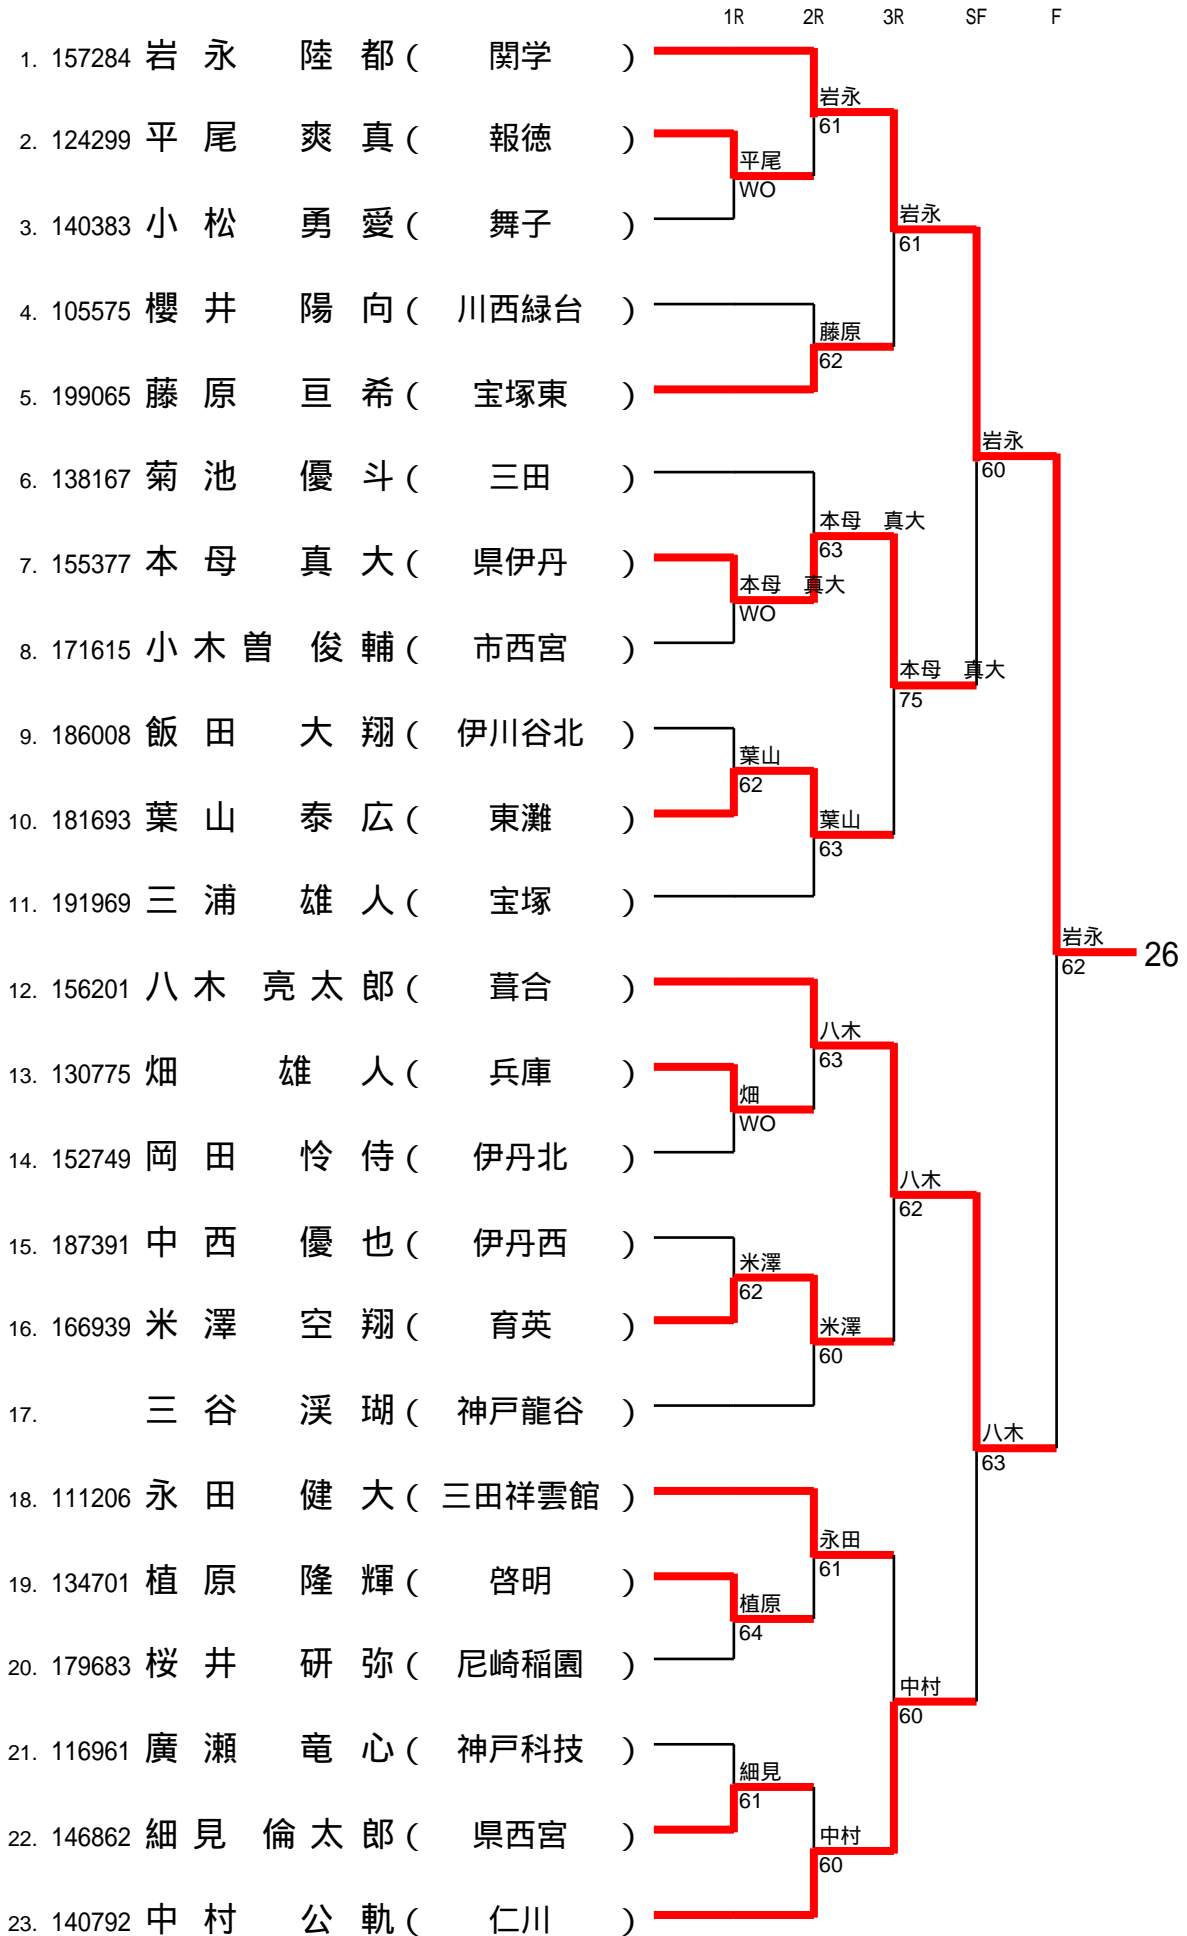 1R 2R 3R SF F
1. 157284 岩永 陸都 ( 関学 )
岩永
61
2. 124299 平尾 爽真 ( 報徳 )
平尾
WO
3. 140383 小松 勇愛 ( 舞子 )
岩永
61
4. 105575 櫻井 陽向 ( 川西緑台 )
藤原
62
5. 199065 藤原 亘希 ( 宝塚東 )
岩永
60
6. 138167 菊池 優斗 ( 三田 )
本母 真大
63
7. 155377 本母 真大 ( 県伊丹 )
本母 真大
WO
8. 171615 小木曽 俊輔 ( 市西宮 )
本母 真大
75
9. 186008 飯田 大翔 ( 伊川谷北 )
葉山
62
10. 181693 葉山 泰広 ( 東灘 )
葉山
63
11. 191969 三浦 雄人 ( 宝塚 )
岩永
62
26
12. 156201 八木 亮太郎 ( 葺合 )
八木
63
13. 130775 畑 雄人 ( 兵庫 )
畑
WO
14. 152749 岡田 怜侍 ( 伊丹北 )
八木
62
15. 187391 中西 優也 ( 伊丹西 )
米澤
62
16. 166939 米澤 空翔 ( 育英 )
米澤
60
17. 三谷 渓瑚 ( 神戸龍谷 )
八木
63
18. 111206 永田 健大 ( 三田祥雲館 )
永田
61
19. 134701 植原 隆輝 ( 啓明 )
植原
64
20. 179683 桜井 研弥 ( 尼崎稲園 )
中村
60
21. 116961 廣瀬 竜心 ( 神戸科技 )
細見
61
22. 146862 細見 倫太郎 ( 県西宮 )
中村
60
23. 140792 中村 公軌 ( 仁川 )